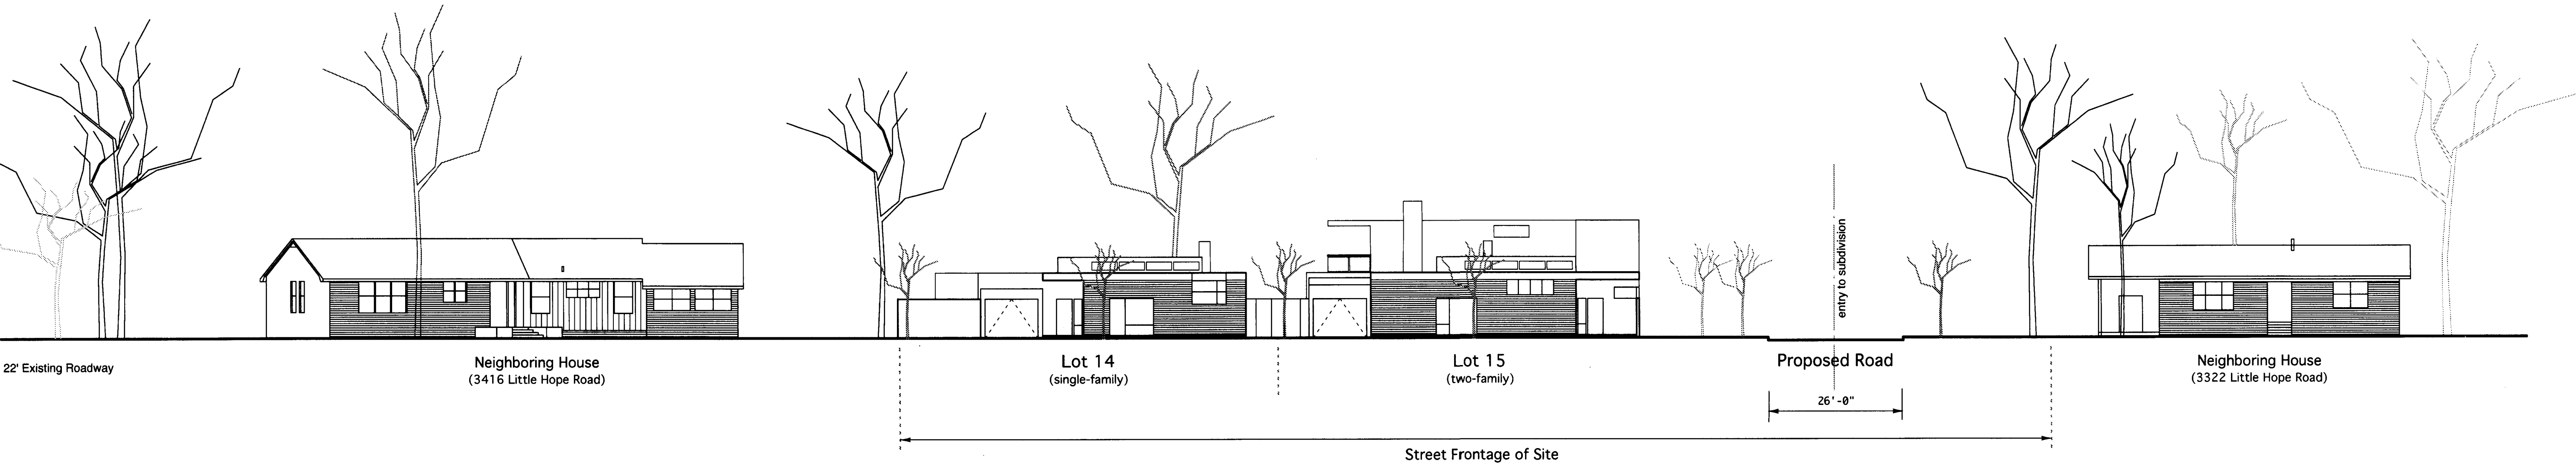 22' Existing Roadway
Neighboring House
(3416 Little Hope Road)
Lot 14
(single-family)
Lot 15
(two-family)
entry to subdivision
Proposed Road
26'-0"
Neighboring House
(3322 Little Hope Road)
Street Frontage of Site